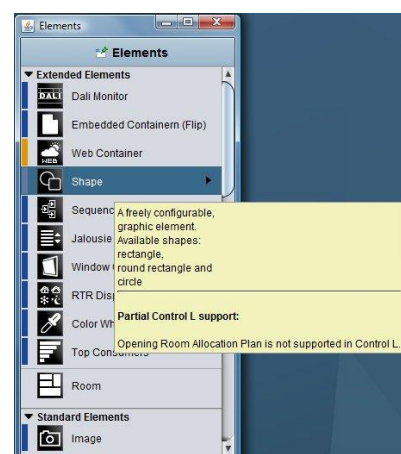 Elements
Elements
Extended Elements
DALI
Dali Monitor
Embedded Containern (Flip)
WEB
Web Container
Shape
Sequenc
Jalousie
Window
RTR Disp
Color Wh
Top Consumers
Room
Standard Elements
Image
A freely configurable,
graphic element.
Available shapes:
rectangle,
round rectangle and
circle
Partial Control L support:
Opening Room Allocation Plan is not supported in Control L.